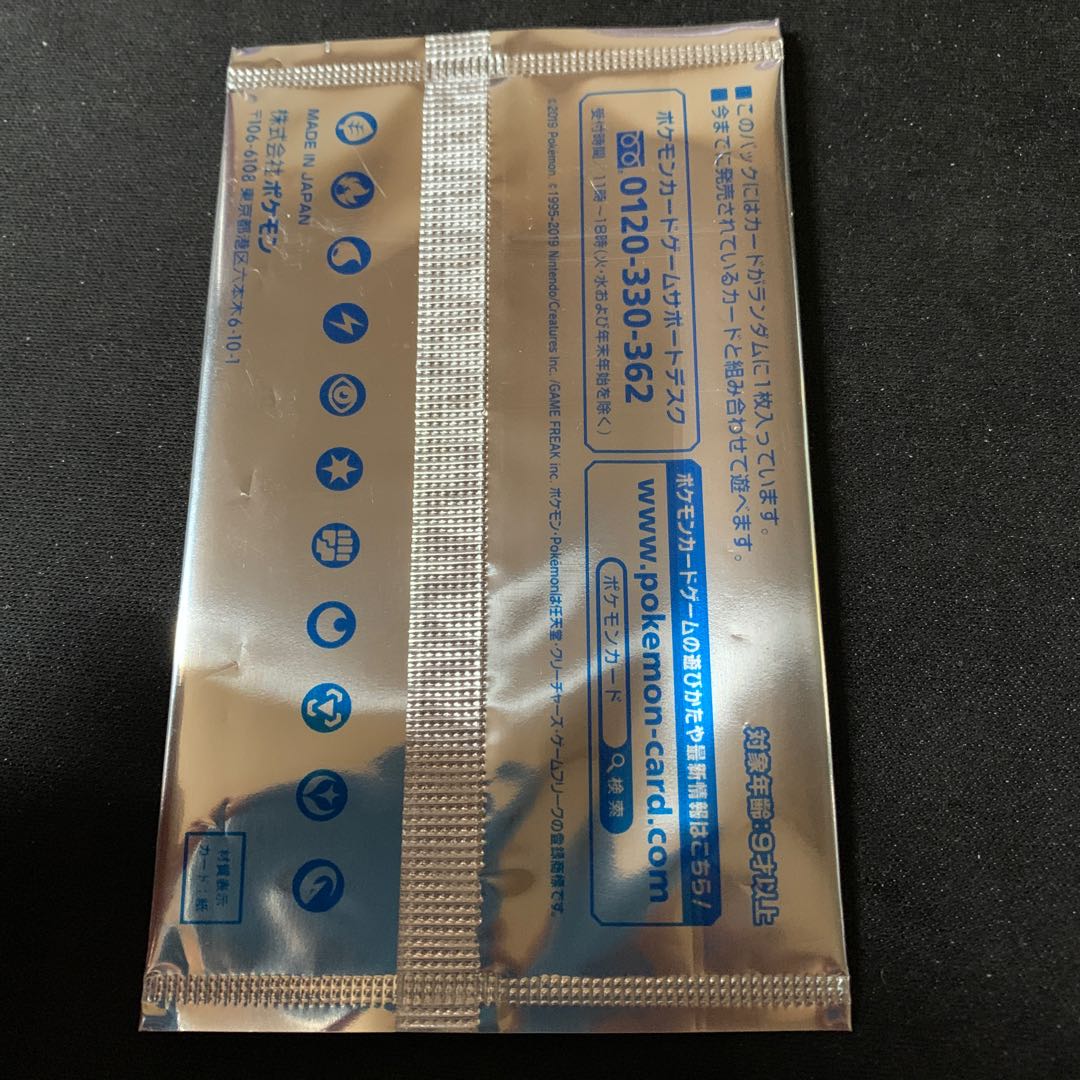 ■このパックにはカードがランダムに1枚入っています。
■今までに発売されているカードと組み合わせて遊べます。
対象年齢:9才以上
ポケモンカードゲームサポートデスク
0120-330-362
受付時間/11時~18時(火・水および年末年始を除く)
ポケモンカードゲームの遊びかたや最新情報はこちら!
www.pokemon-card.com
ポケモンカード 検索
©2019 Pokémon. ©1995-2019 Nintendo/Creatures Inc. /GAME FREAK inc. ポケモン・Pokémonは任天堂・クリーチャーズ・ゲームフリークの登録商標です。
MADE IN JAPAN
株式会社ポケモン
〒106-6108 東京都港区六本木6-10-1
材質表示
カード:紙